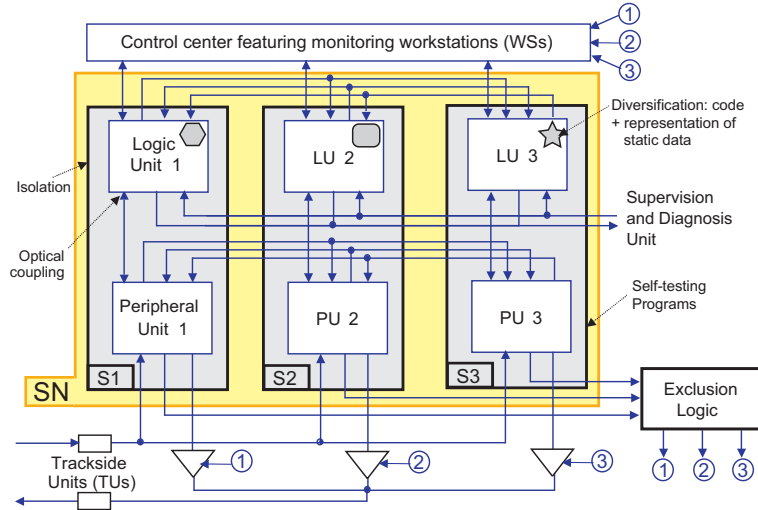 Control center featuring monitoring workstations (WSs)
1
2
3
Diversification: code
+ representation of
static data
Logic
Unit 1
LU 2
LU 3
Isolation
Optical
coupling
Supervision
and Diagnosis
Unit
Peripheral
Unit 1
PU 2
PU 3
Self-testing
Programs
S1
S2
S3
SN
Exclusion
Logic
Trackside
Units (TUs)
1
2
3
1
2
3